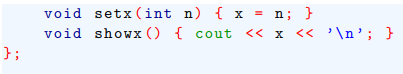 void setx(int n) { x = n; }
void showx() { cout << x << '\n'; }
};